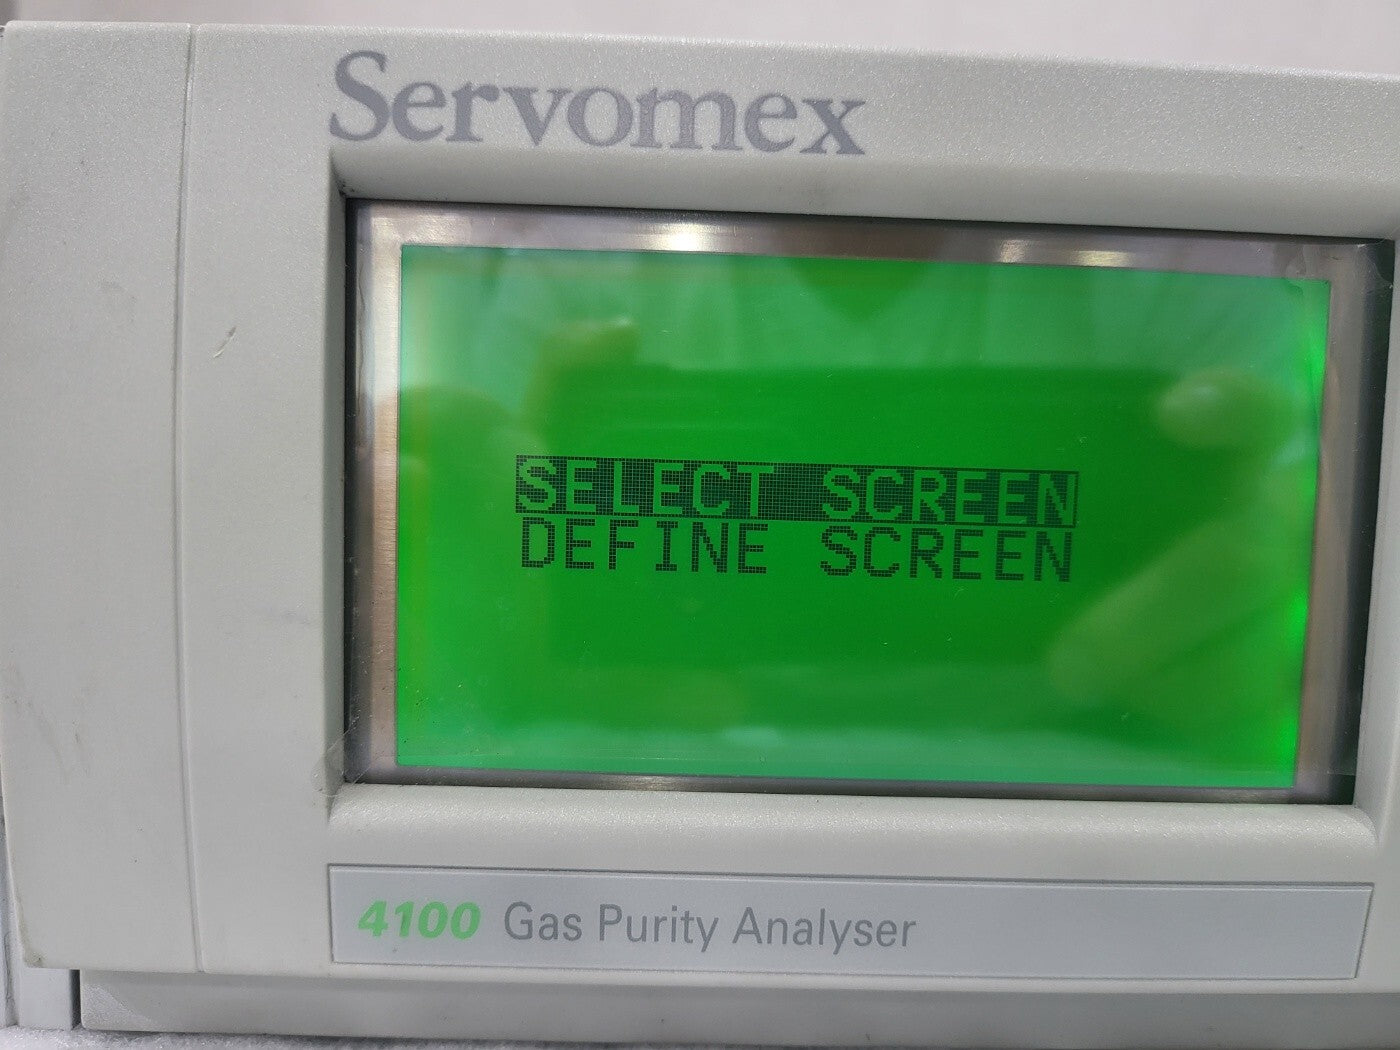 Servomex
SELECT SCREEN
DEFINE SCREEN
4100 Gas Purity Analyser